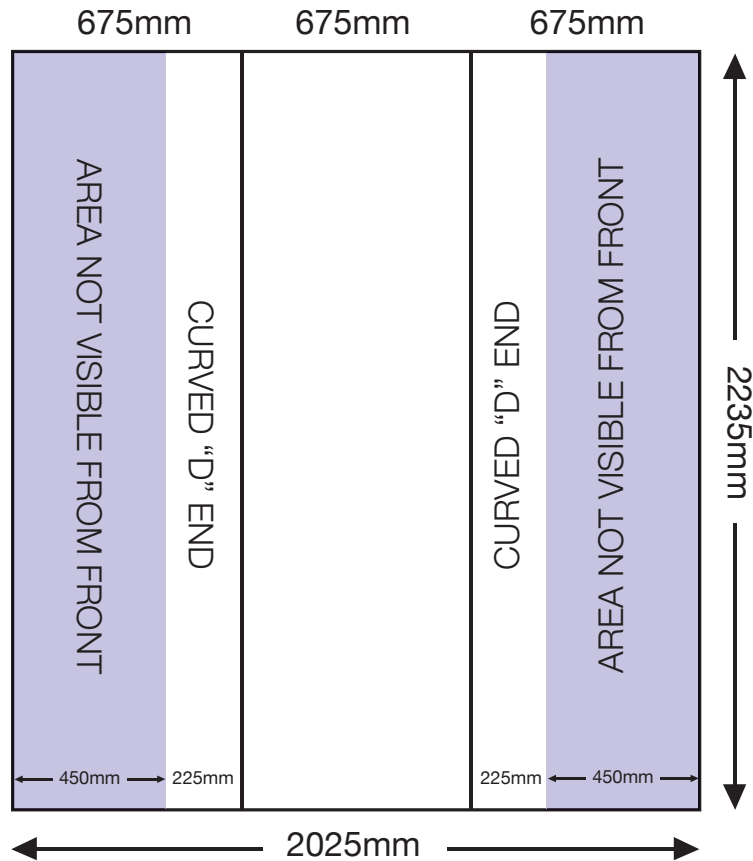 675mm 675mm 675mm
AREA NOT VISIBLE FROM FRONT
CURVED “D” END
CURVED “D” END
AREA NOT VISIBLE FROM FRONT
2235mm
450mm 225mm 225mm 450mm
2025mm